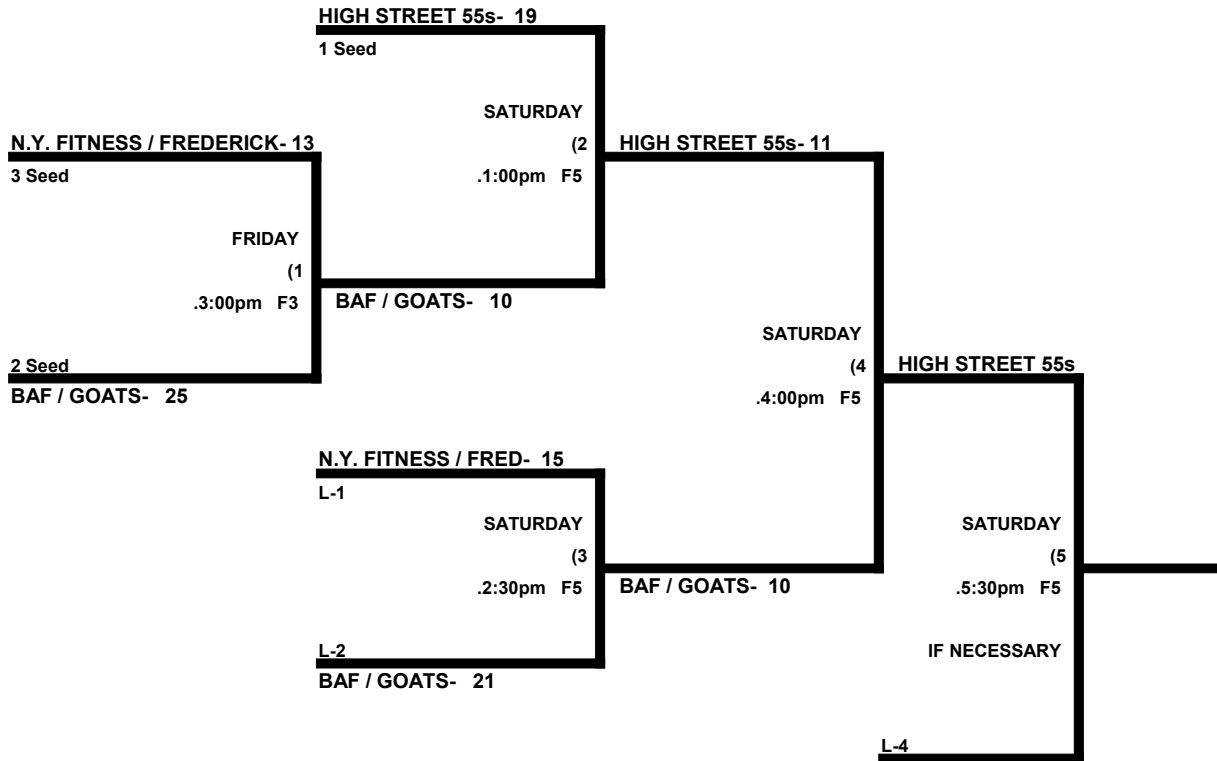 HIGH STREET 55s- 19
1 Seed
SATURDAY
N.Y. FITNESS / FREDERICK- 13
(2
HIGH STREET 55s- 11
3 Seed
.1:00pm F5
FRIDAY
(1
.3:00pm F3
BAF / GOATS- 10
SATURDAY
2 Seed
(4
HIGH STREET 55s
BAF / GOATS- 25
.4:00pm F5
N.Y. FITNESS / FRED- 15
L-1
SATURDAY
SATURDAY
(3
(5
.2:30pm F5
BAF / GOATS- 10
.5:30pm F5
L-2
IF NECESSARY
BAF / GOATS- 21
L-4